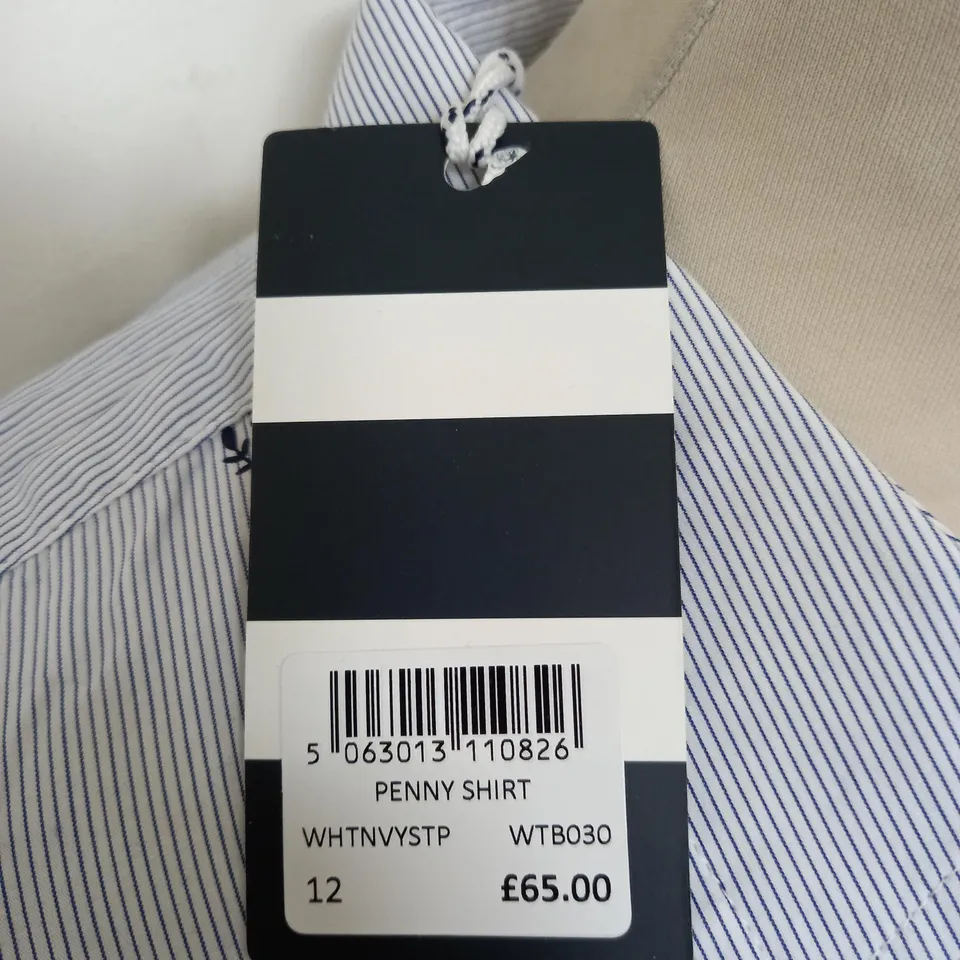 5 063013 110826
PENNY SHIRT
WHTNVYSTP WTB030
12 £65.00